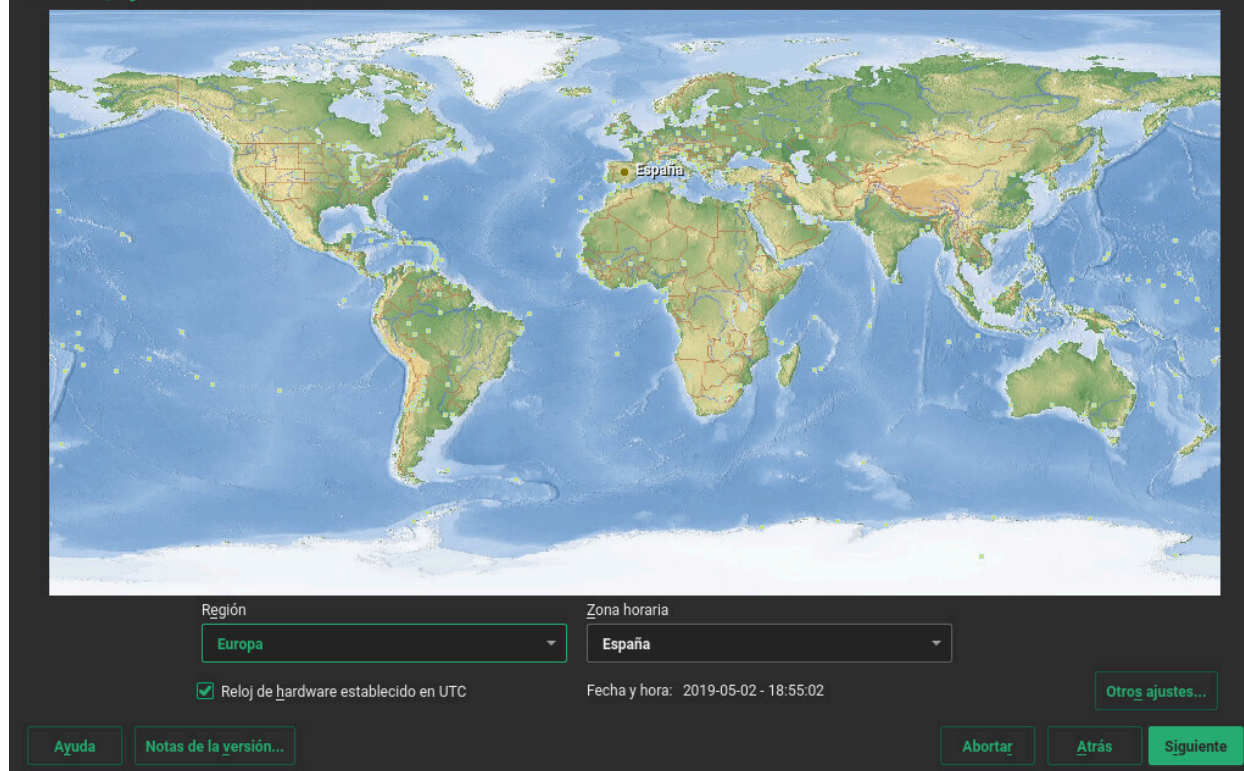 España
Región
Zona horaria
Europa
España
Reloj de hardware establecido en UTC
Fecha y hora: 2019-05-02 - 18:55:02
Otros ajustes...
Ayuda
Notas de la versión...
Abortar
Atrás
Siguiente